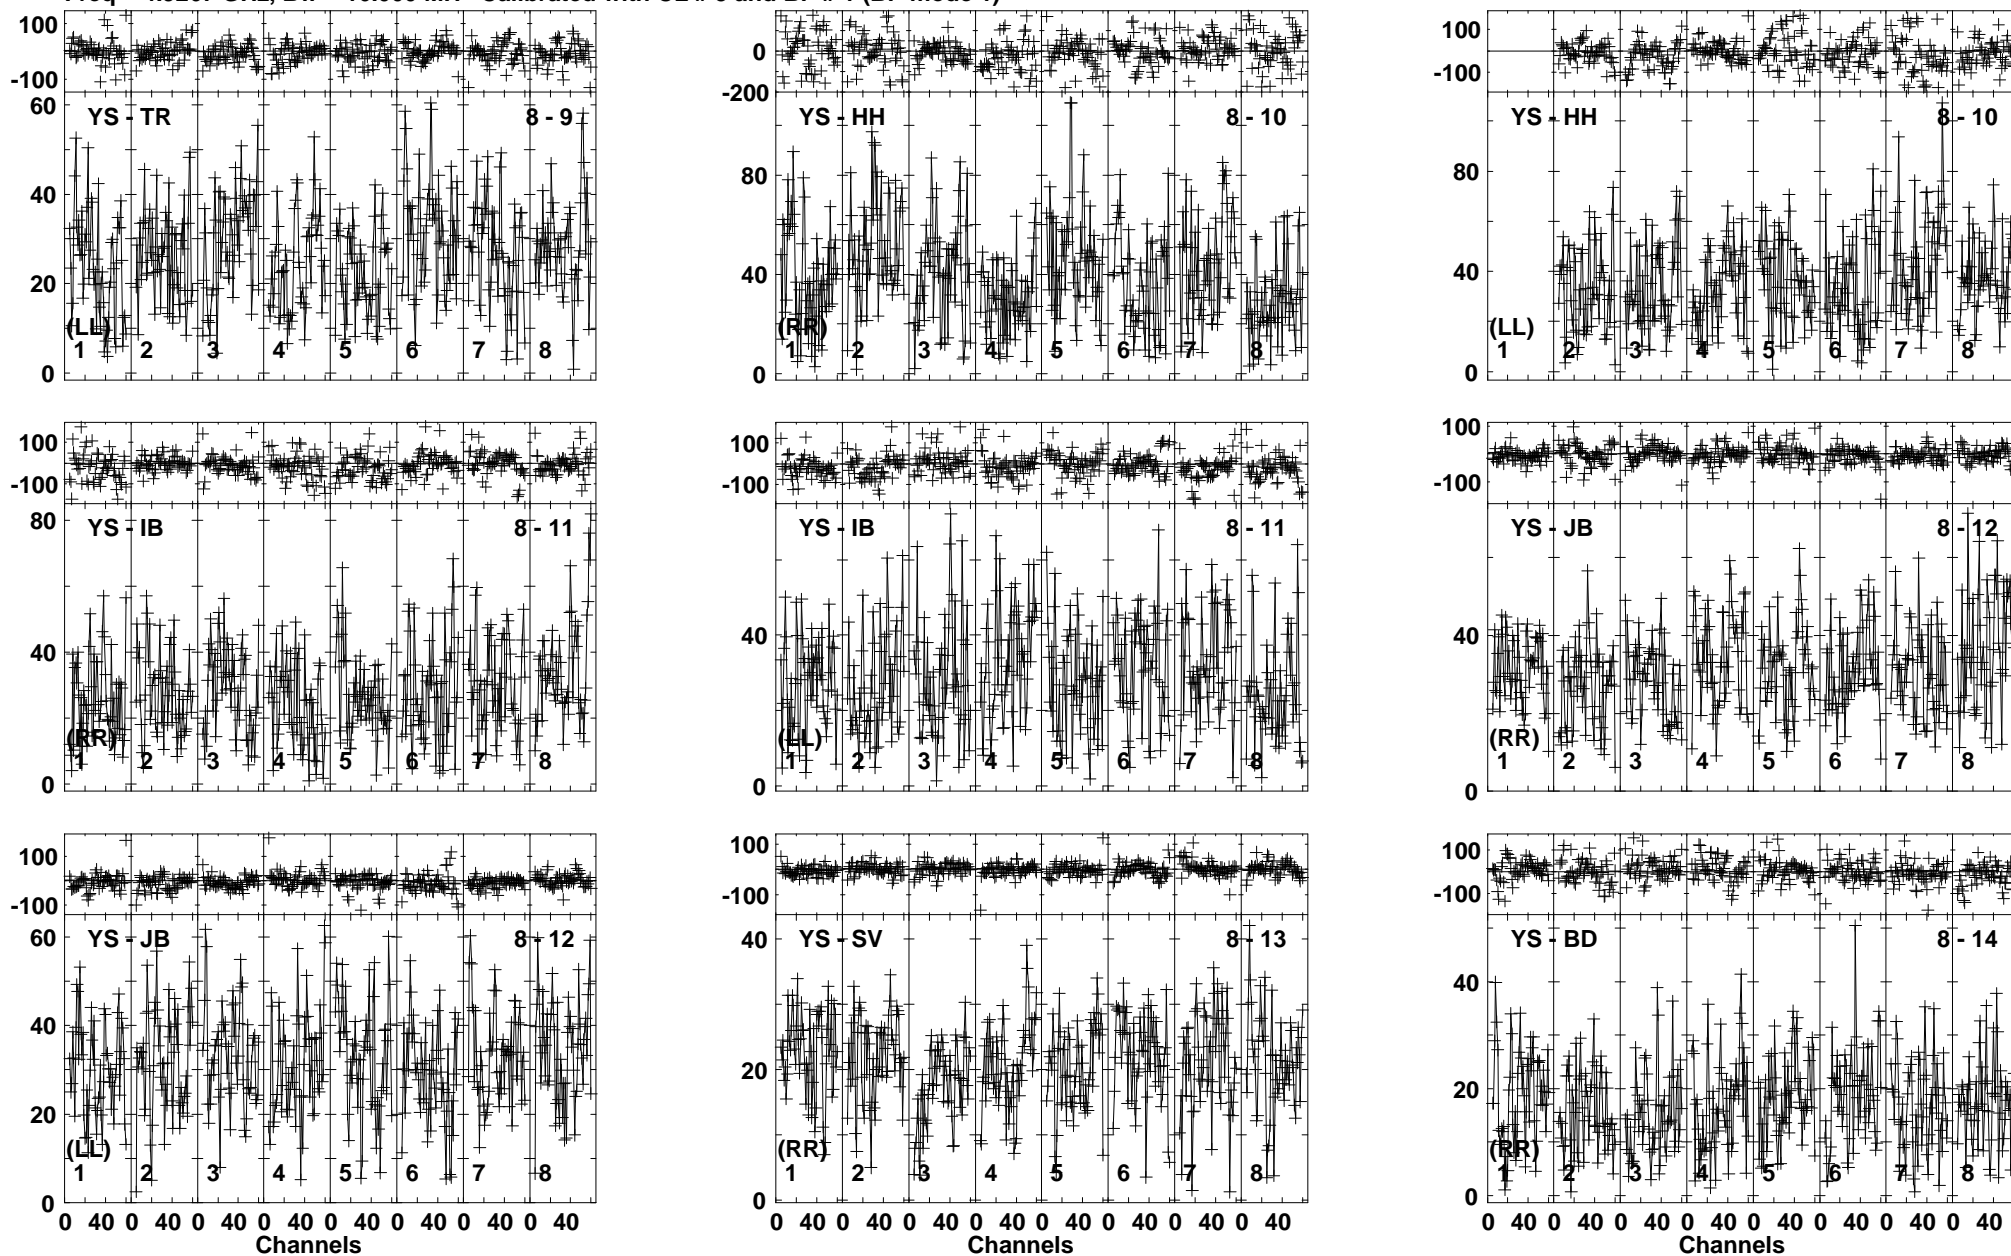 100 0 -100 100 0 -200 100 -100
60 YS - TR 8 - 9 YS - HH 8 - 10 YS - HH 8 - 10
40 80 80
20 40 40
(LL) (RR) (LL)
1 2 3 4 5 6 7 8 1 2 3 4 5 6 7 8 1 2 3 4 5 6 7 8
0 0 0
100 -100 100 -100 100 -100
80 YS - IB 8 - 11 YS - IB 8 - 11 YS - JB 8 - 12
40 40 40
(RR) (LL) (RR)
1 2 3 4 5 6 7 8 1 2 3 4 5 6 7 8 1 2 3 4 5 6 7 8
0 0 0
100 -100 100 -100 100 -100
60 YS - JB 8 - 12 40 YS - SV 8 - 13 YS - BD 8 - 14
40 20 40
20 20
(LL) (RR) (RR)
1 2 3 4 5 6 7 8 1 2 3 4 5 6 7 8 1 2 3 4 5 6 7 8
0 0 0
0 40 0 40 0 40 0 40 0 40 0 40 0 40 0 40 0 40 0 40 0 40 0 40 0 40 0 40 0 40 0 40 0 40 0 40 0 40 0 40 0 40 0 40 0 40 0 40
Channels Channels Channels